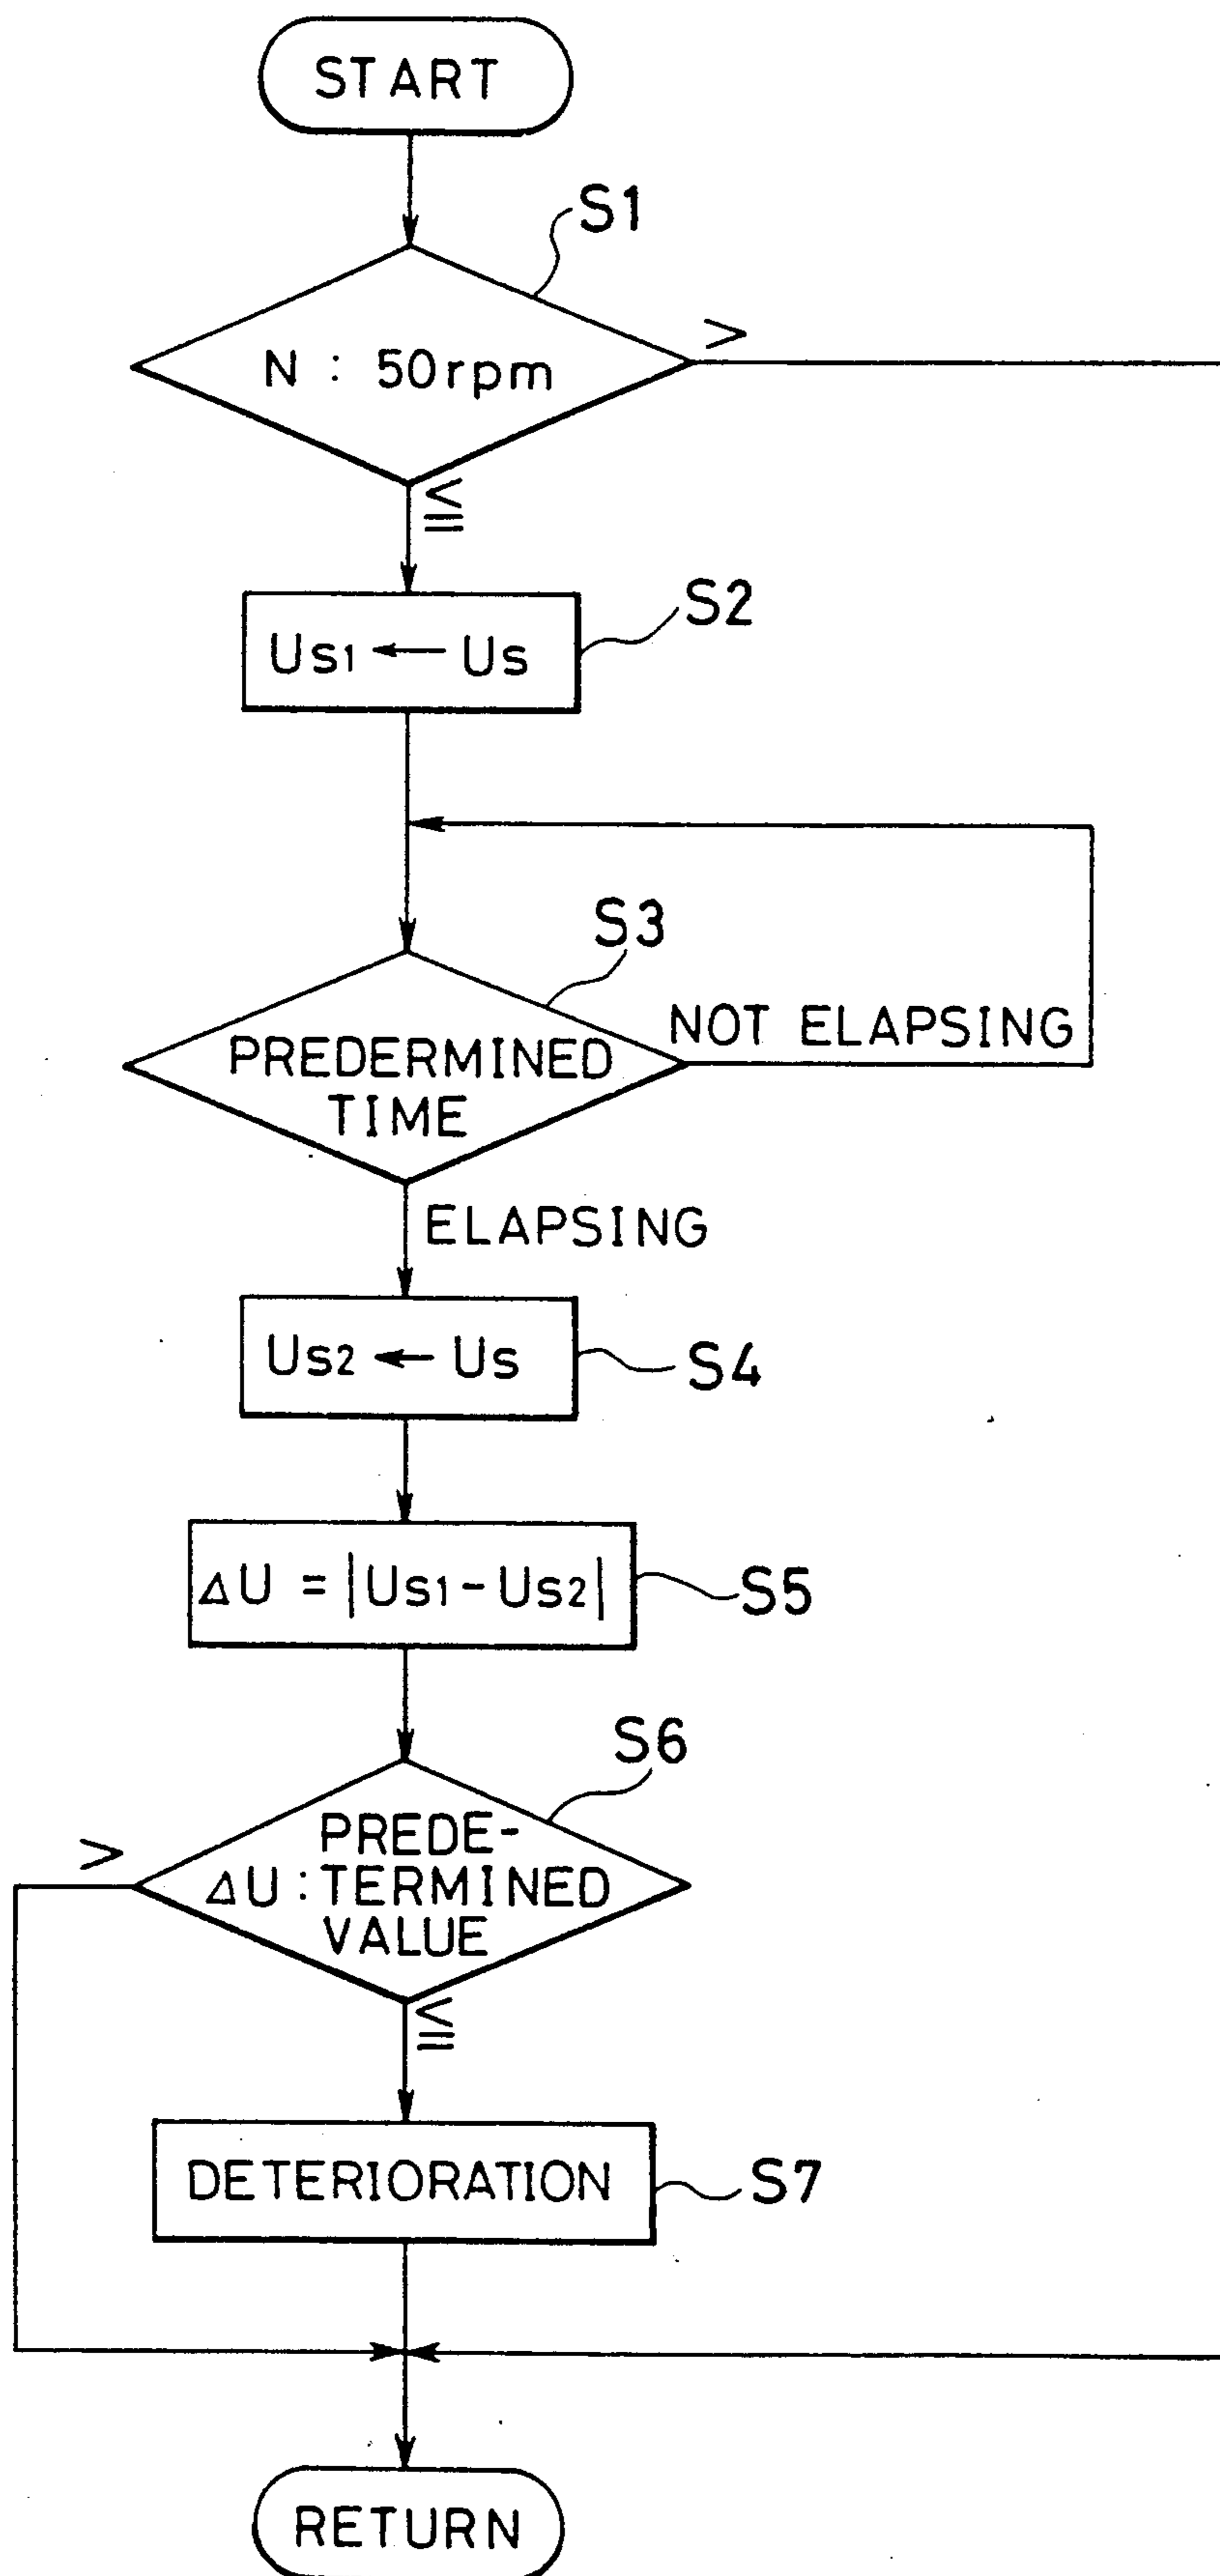 START
S1
>
N : 50rpm
≦
S2
Us1 ← Us
S3
NOT ELAPSING
PREDERMINED
TIME
ELAPSING
Us2 ← Us
S4
ΔU = |Us1 - Us2|
S5
S6
>
PREDE-
ΔU : TERMINED
VALUE
≦
DETERIORATION
S7
RETURN